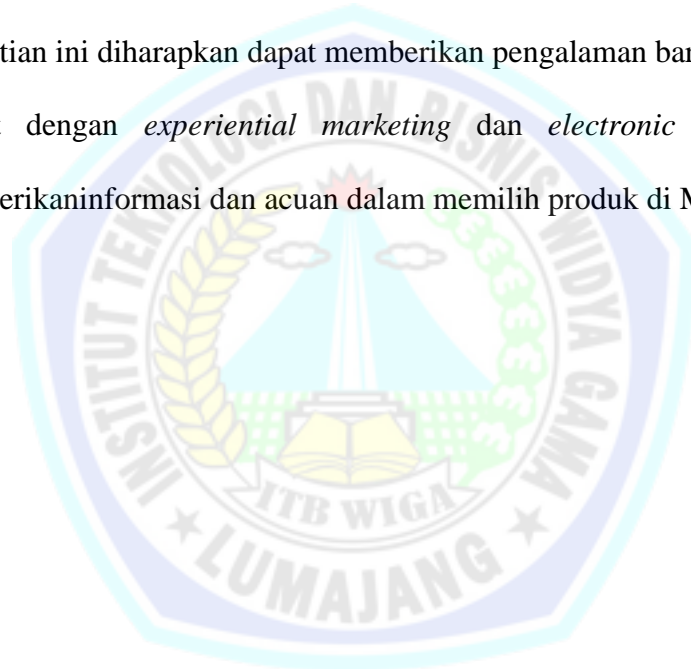 tian ini diharapkan dapat memberikan pengalaman bar
dengan experiential marketing dan electronic
erikaninformasi dan acuan dalam memilih produk di M
INSTITUT TEKNOLOGI DAN BISNIS WIDYA GAMA
ITB WIGA
LUMAJANG